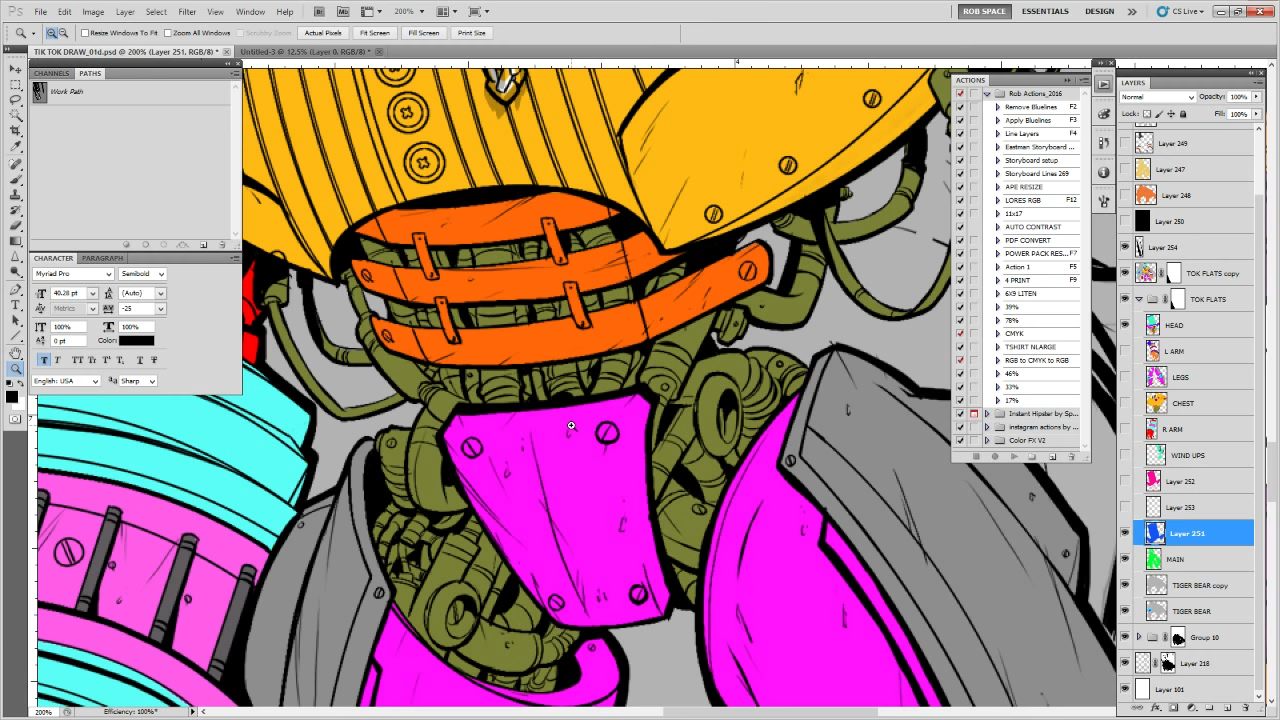 Ps File Edit Image Layer Select Filter Analysis 3D View Window Help Br Mb 200% ROB SPACE ESSENTIALS DESIGN CS Live
Resize Windows To Fit Zoom All Windows Scrubby Zoom Actual Pixels Fit Screen Fill Screen Print Size
TIK TOK DRAW_01d.psd @ 200% (Layer 251, RGB/8) * Untitled-3 @ 12.5% (Layer 0, RGB/8) *
CHANNELS PATHS
Work Path
CHARACTER PARAGRAPH
Myriad Pro Semibold
40.28 pt (Auto)
Metrics -25
100% 100%
0 pt Color:
English: USA Sharp
4
ACTIONS
Rob Actions_2016
Remove Bluelines F2
Apply Bluelines F3
Line Layers F4
Eastman Storyboard ...
Storyboard setup
Storyboard Lines 269
APE RESIZE
LORES RGB F12
11x17
AUTO CONTRAST
PDF CONVERT
POWER PACK RES... F7
Action 1 F5
4 PRINT F9
6X9 LITEN
39%
78%
CMYK
TSHIRT NLARGE
RGB to CMYK to RGB
46%
33%
17%
Instant Hipster by Sp...
instagram actions by ...
Color FX V2
LAYERS
Normal Opacity: 100%
Lock: Fill: 100%
Layer 249
Layer 247
Layer 248
Layer 250
Layer 254
TOK FLATS copy
TOK FLATS
HEAD
L ARM
LEGS
CHEST
R ARM
WIND UPS
Layer 252
Layer 253
Layer 251
MAIN
TIGER BEAR copy
TIGER BEAR
Group 10
Layer 218
Layer 101
200% Efficiency: 100%*